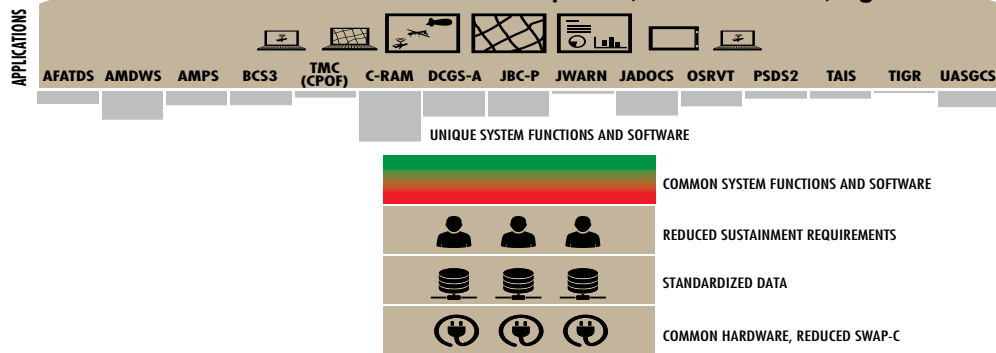 APPLICATIONS
AFATDS AMDWS AMPS BCS3 TMC (CPOF) C-RAM DCGS-A JBC-P JWARN JADOCS OSRVT PSDS2 TAIS TIGR UASGCS
UNIQUE SYSTEM FUNCTIONS AND SOFTWARE
COMMON SYSTEM FUNCTIONS AND SOFTWARE
REDUCED SUSTAINMENT REQUIREMENTS
STANDARDIZED DATA
COMMON HARDWARE, REDUCED SWAP-C